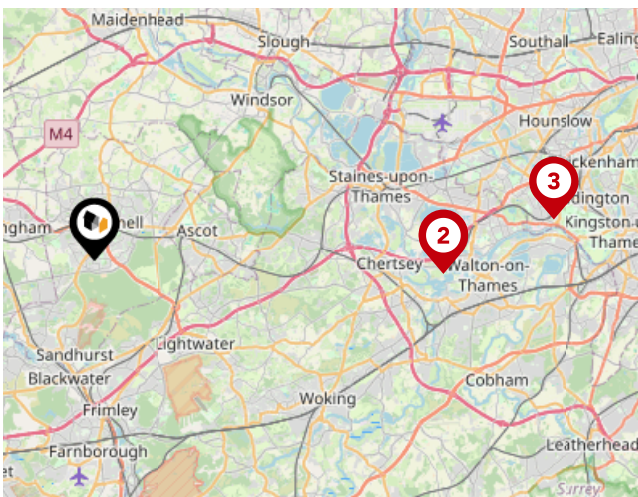 Maidenhead
Slough
Southall
Ealing
Windsor
M4
Hounslow
ckenham
Staines-upon-
Thames
3
dington
gham
nell
Ascot
2
Kingston-u
Thame
Chertsey
Walton-on-
Thames
Sandhurst
Lightwater
Blackwater
Cobham
Woking
Frimley
Farnborough
Leatherhead
et
Surrey